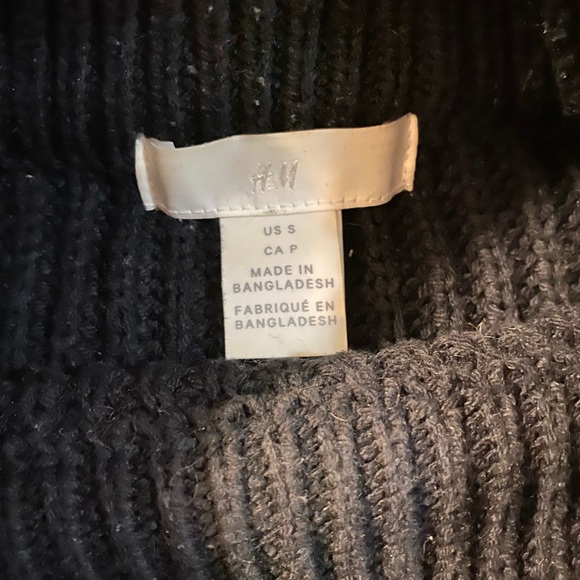 H&M
US S
CA P
MADE IN
BANGLADESH
FABRIQUÉ EN
BANGLADESH